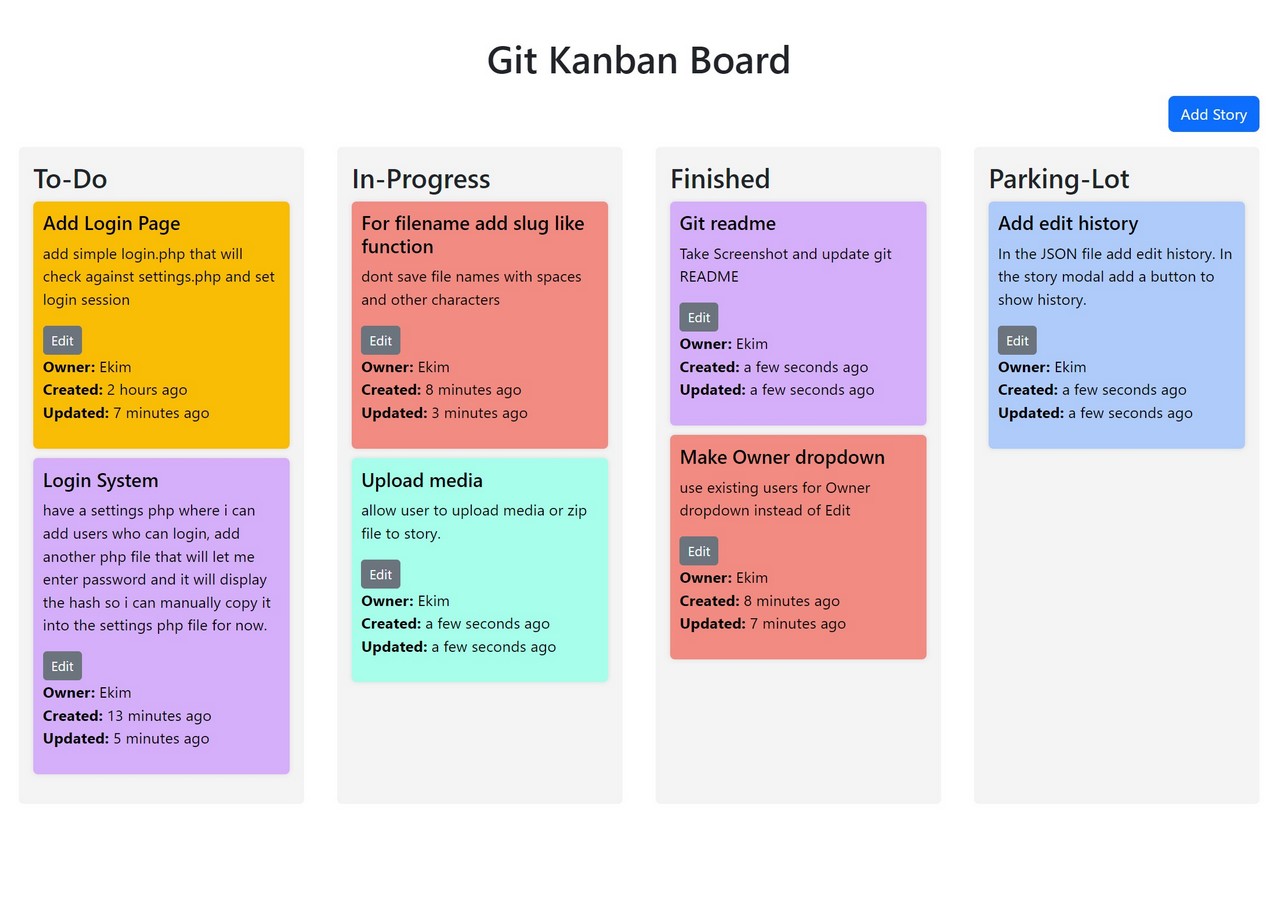 Git Kanban Board
Add Story
To-Do
Add Login Page
add simple login.php that will
check against settings.php and set
login session
Edit
Owner: Ekim
Created: 2 hours ago
Updated: 7 minutes ago
Login System
have a settings php where i can
add users who can login, add
another php file that will let me
enter password and it will display
the hash so i can manually copy it
into the settings php file for now.
Edit
Owner: Ekim
Created: 13 minutes ago
Updated: 5 minutes ago
In-Progress
For filename add slug like
function
dont save file names with spaces
and other characters
Edit
Owner: Ekim
Created: 8 minutes ago
Updated: 3 minutes ago
Upload media
allow user to upload media or zip
file to story.
Edit
Owner: Ekim
Created: a few seconds ago
Updated: a few seconds ago
Finished
Git readme
Take Screenshot and update git
README
Edit
Owner: Ekim
Created: a few seconds ago
Updated: a few seconds ago
Make Owner dropdown
use existing users for Owner
dropdown instead of Edit
Edit
Owner: Ekim
Created: 8 minutes ago
Updated: 7 minutes ago
Parking-Lot
Add edit history
In the JSON file add edit history. In
the story modal add a button to
show history.
Edit
Owner: Ekim
Created: a few seconds ago
Updated: a few seconds ago